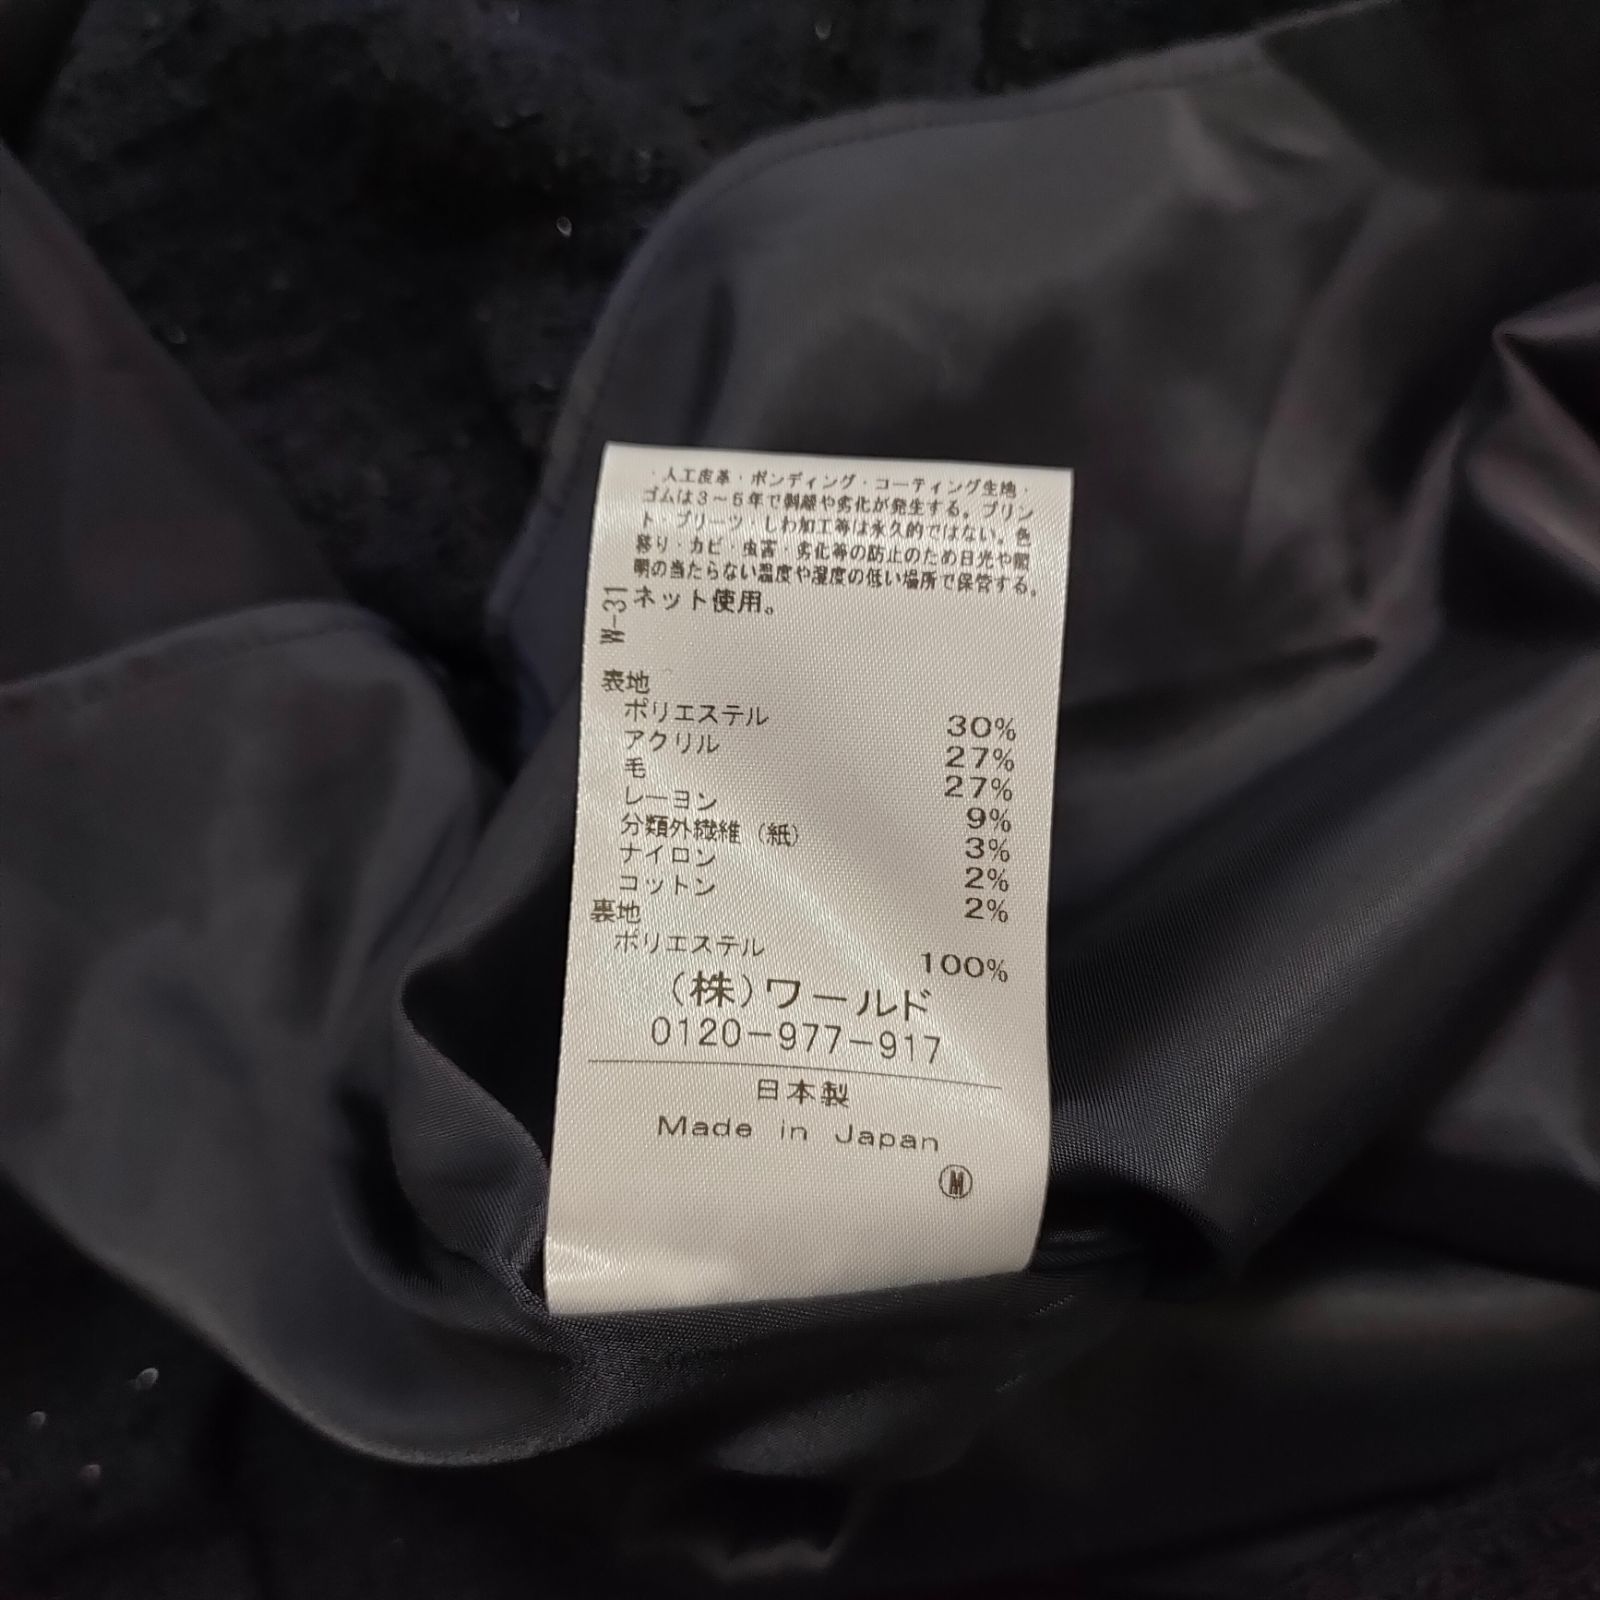 ・人工皮革・ボンディング・コーティング生地・
ゴムは3〜5年で剥離や劣化が発生する。プリン
ト・プリーツ・しわ加工等は永久的ではない。色
移り・カビ・虫害・劣化等の防止のため日光や照
明の当たらない温度や湿度の低い場所で保管する。
ネット使用。
W-31
表地
ポリエステル 30%
アクリル 27%
毛 27%
レーヨン 9%
分類外繊維(紙) 3%
ナイロン 2%
コットン 2%
裏地
ポリエステル 100%
(株)ワールド
0120-977-917
日本製
Made in Japan
M